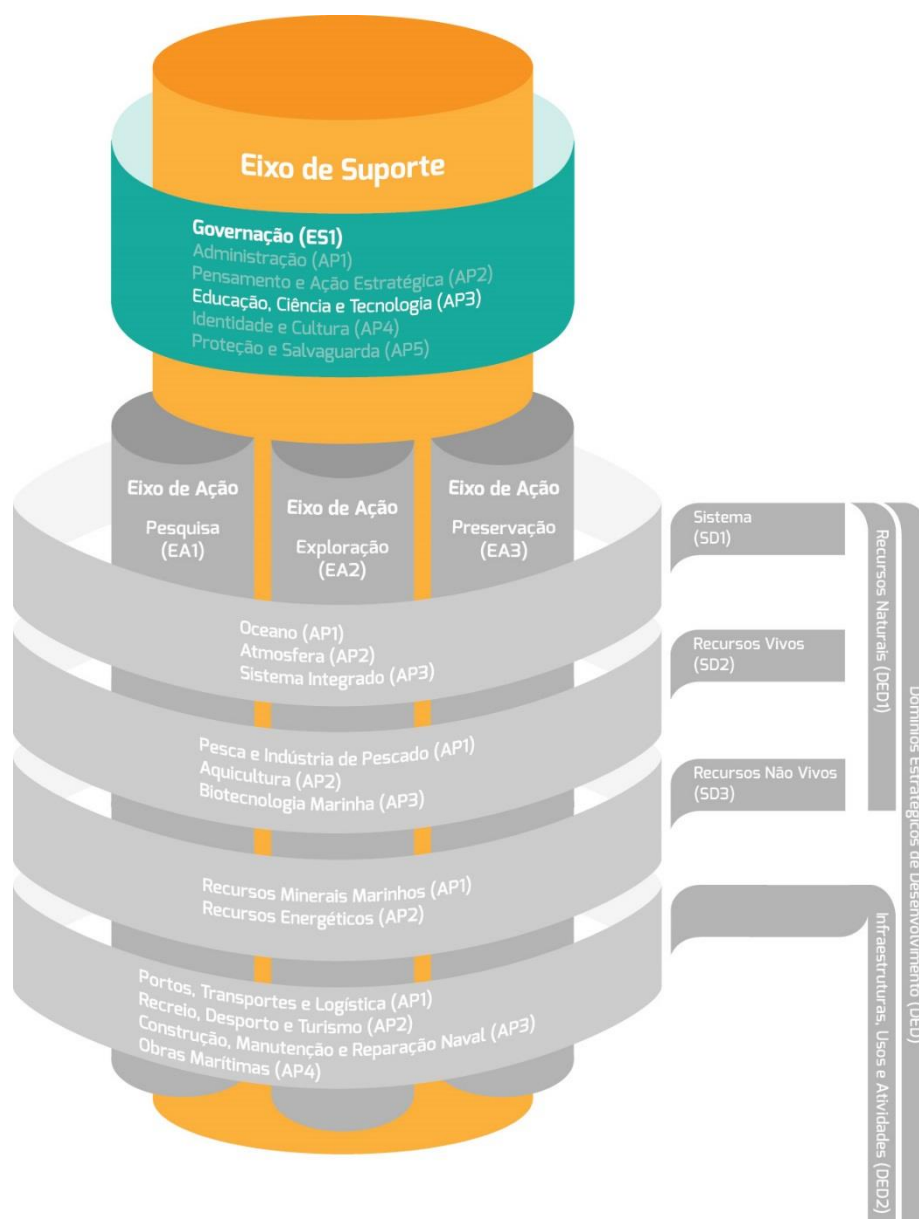 Eixo de Suporte
Governação (ES1)
Administração (AP1)
Pensamento e Ação Estratégica (AP2)
Educação, Ciência e Tecnologia (AP3)
Identidade e Cultura (AP4)
Proteção e Salvaguarda (AP5)
Eixo de Ação
Pesquisa
(EA1)
Eixo de Ação
Exploração
(EA2)
Eixo de Ação
Preservação
(EA3)
Oceano (AP1)
Atmosfera (AP2)
Sistema Integrado (AP3)
Pesca e Indústria de Pescado (AP1)
Aquicultura (AP2)
Biotecnologia Marinha (AP3)
Recursos Minerais Marinhos (AP1)
Recursos Energéticos (AP2)
Portos, Transportes e Logística (AP1)
Recreio, Desporto e Turismo (AP2)
Construção, Manutenção e Reparação Naval (AP3)
Obras Marítimas (AP4)
Sistema
(SD1)
Recursos Vivos
(SD2)
Recursos Não Vivos
(SD3)
Recursos Naturais (DED1)
Infraestruturas, Usos e Atividades (DED2)
Domínios Estratégicos de Desenvolvimento (DED)